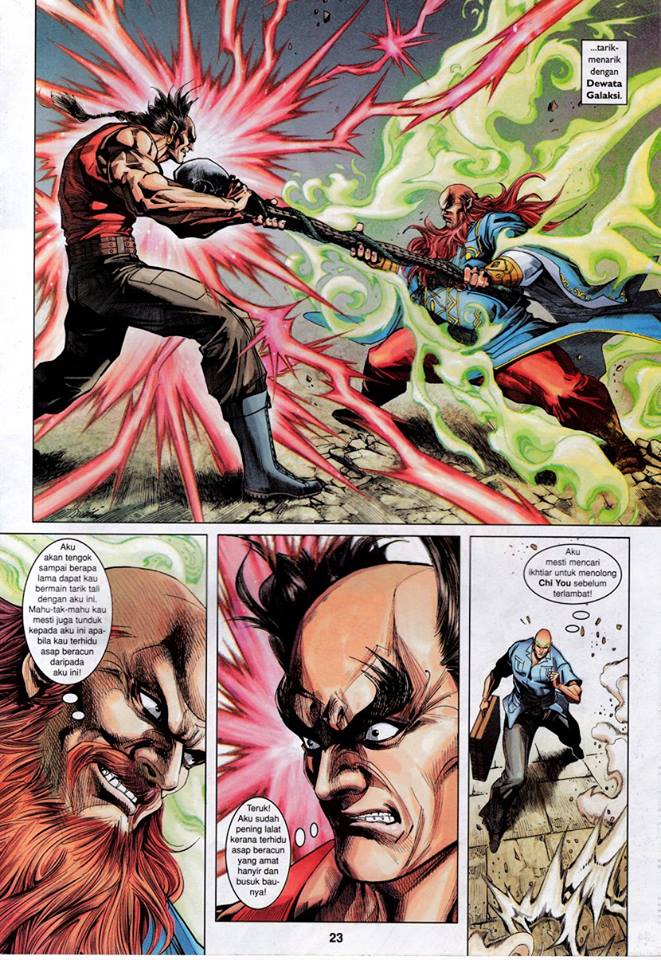 ...tarik-
menarik
dengan
Dewata
Galaksi.
Aku
akan tengok
sampai berapa
lama dapat kau
bermain tarik tali
dengan aku ini.
Mahu-tak-mahu kau
mesti juga tunduk
kepada aku ini apa-
bila kau terhidu
asap beracun
daripada
aku ini!
Teruk!
Aku sudah
pening lalat
kerana terhidu
asap beracun
yang amat
hanyir dan
busuk bau-
nya!
Aku
mesti mencari
ikhtiar untuk menolong
Chi You sebelum
terlambat!
23